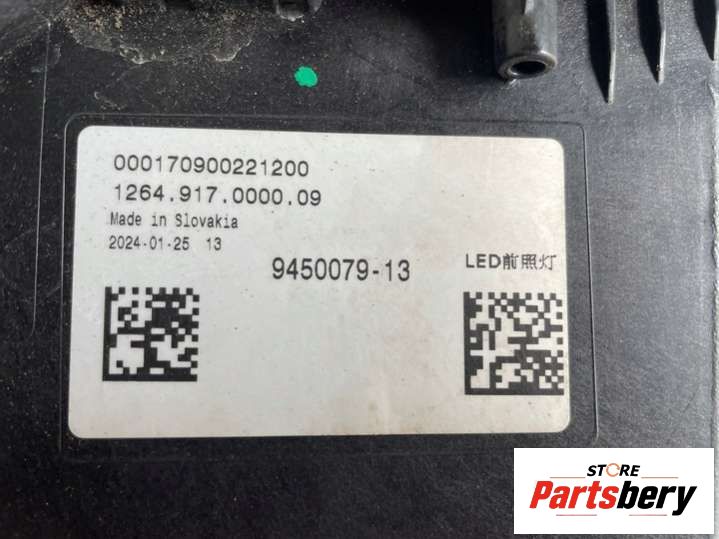 000170900221200
1264.917.0000.09
Made in Slovakia
2024-01-25 13
9450079-13
LED前照灯
STORE
Partsbery